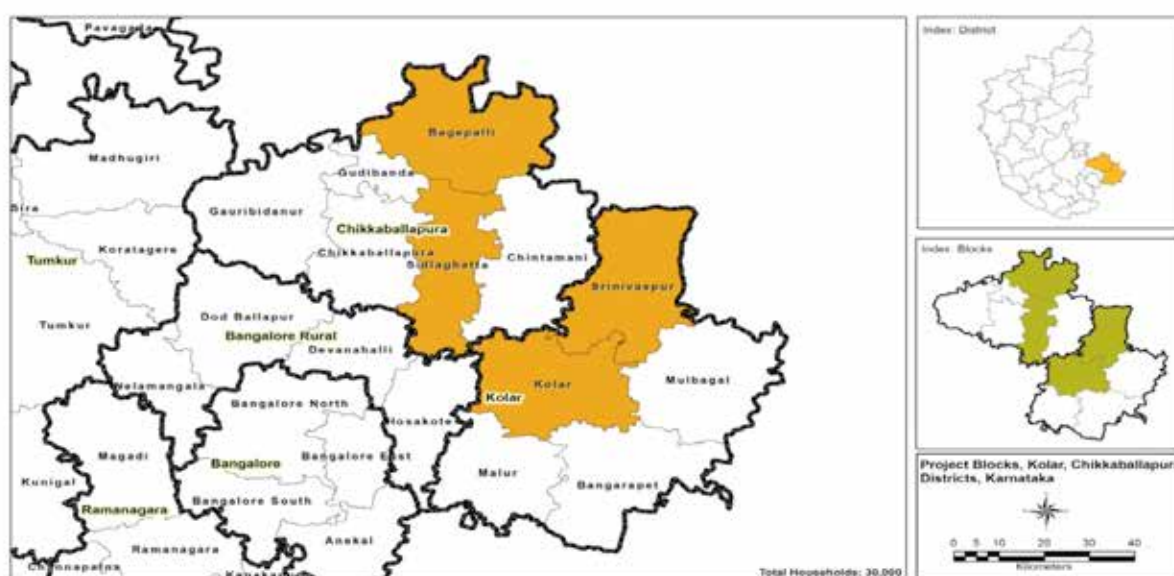 Pavagada
Madhugiri
Sira
Koratagere
Tumkur
Tumkur
Bagepalli
Gudibanda
Gauribidanur
Chikkaballapura
Chikkaballapura
Sidlaghatta
Chintamani
Srinivaspur
Dod Ballapur
Bangalore Rural
Devanahalli
Nelamangala
Bangalore North
Hosakote
Kolar
Kolar
Mulbagal
Magadi
Bangalore
Bangalore East
Malur
Bangarapet
Kunigal
Bangalore South
Ramanagara
Anekal
Ramanagara
Total Households: 30,000
Index: District
Index: Blocks
Project Blocks, Kolar, Chikkaballapur
Districts, Karnataka
0 5 10 20 30 40
Kilometers